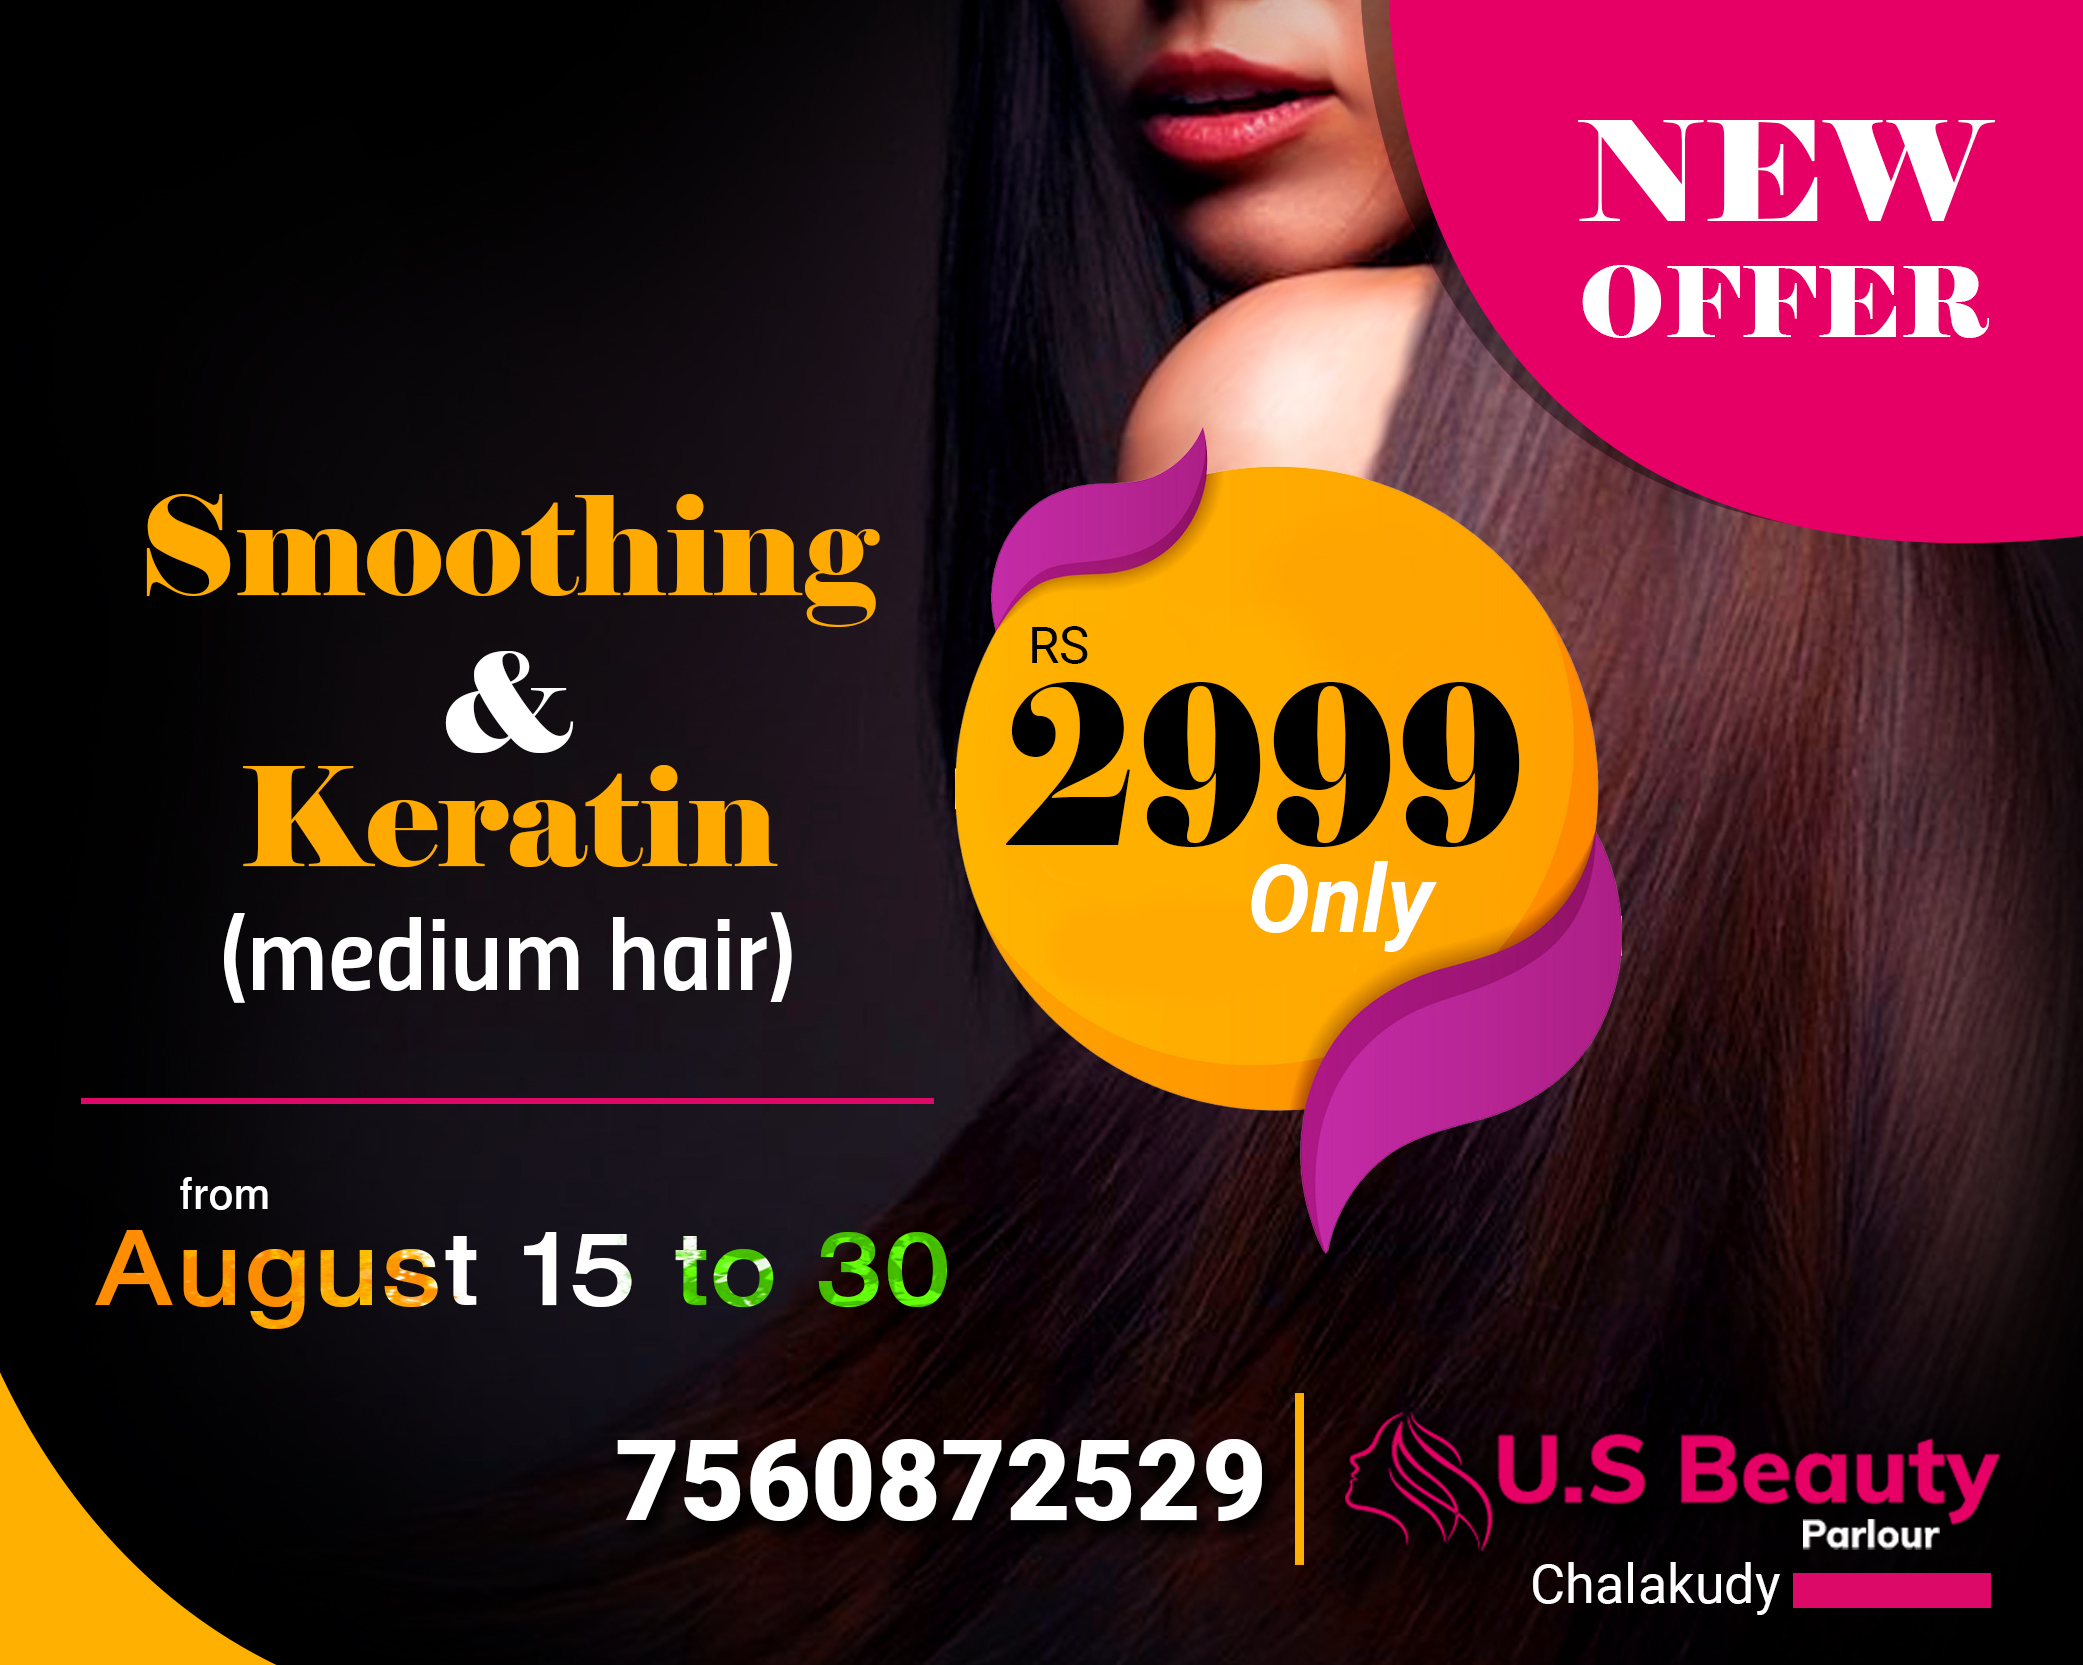 NEW
OFFER
Smoothing
&
Keratin
(medium hair)
RS
2999
Only
from
August 15 to 30
7560872529
U.S Beauty
Parlour
Chalakudy